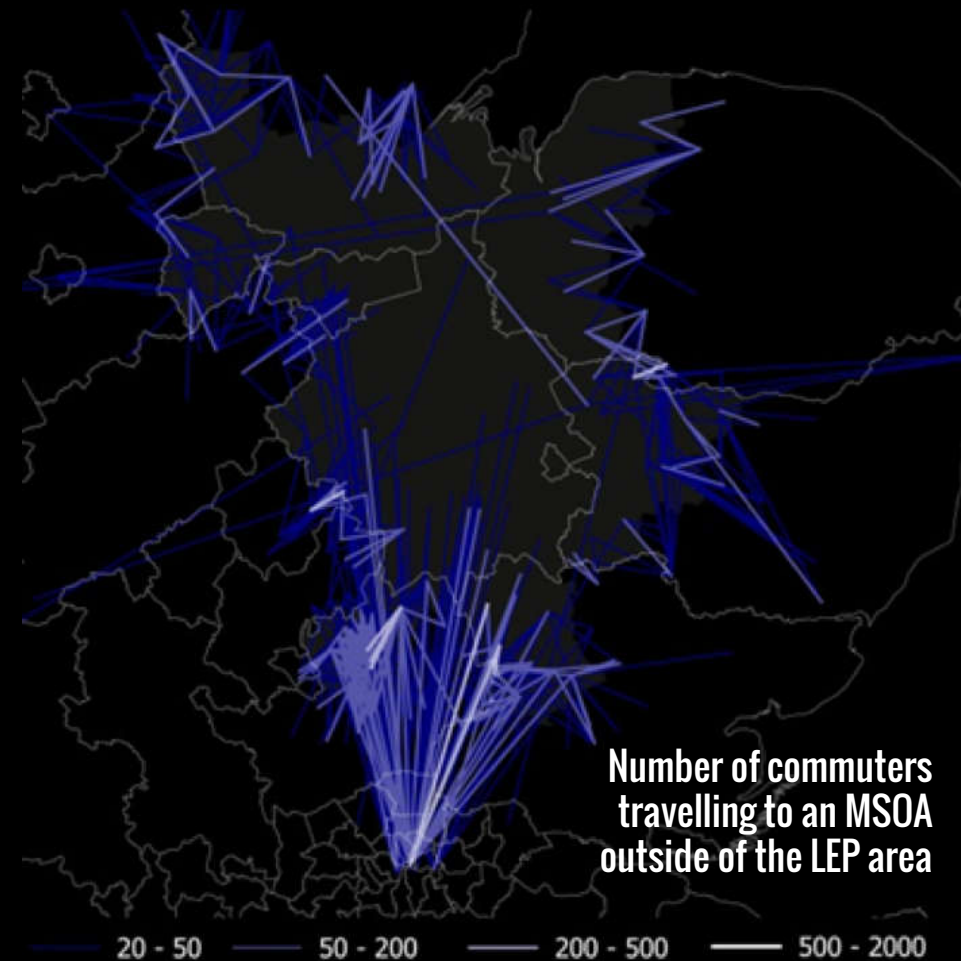 Number of commuters
travelling to an MSOA
outside of the LEP area
20 - 50 50 - 200 200 - 500 500 - 2000